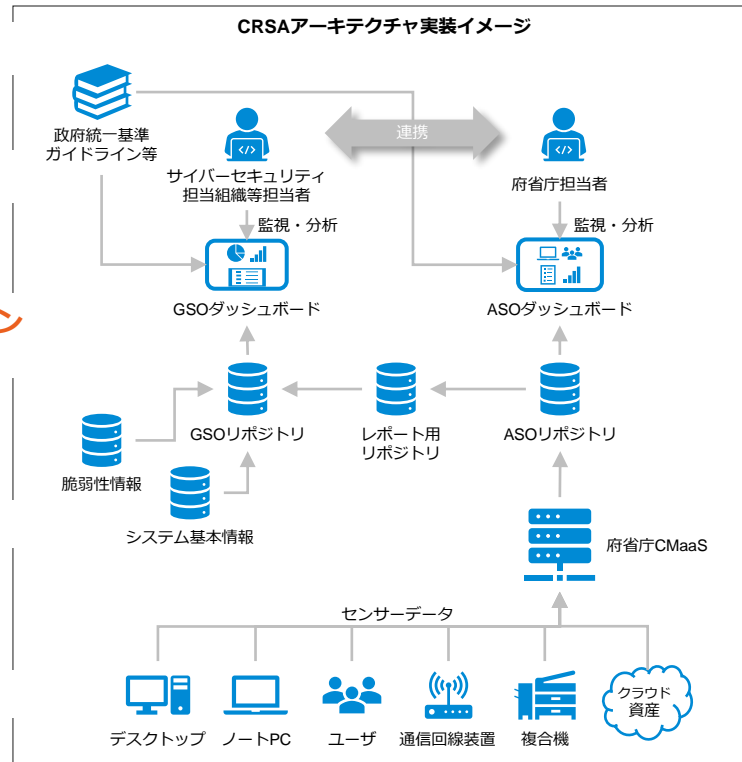 CRSAアーキテクチャ実装イメージ
政府統一基準
ガイドライン等
連携
サイバーセキュリティ
担当組織等担当者
府省庁担当者
監視・分析
監視・分析
GSOダッシュボード
ASOダッシュボード
ン
GSOリポジトリ
レポート用
リポジトリ
ASOリポジトリ
脆弱性情報
システム基本情報
府省庁CMaaS
センサーデータ
デスクトップ
ノートPC
ユーザ
通信回線装置
複合機
クラウド
資産